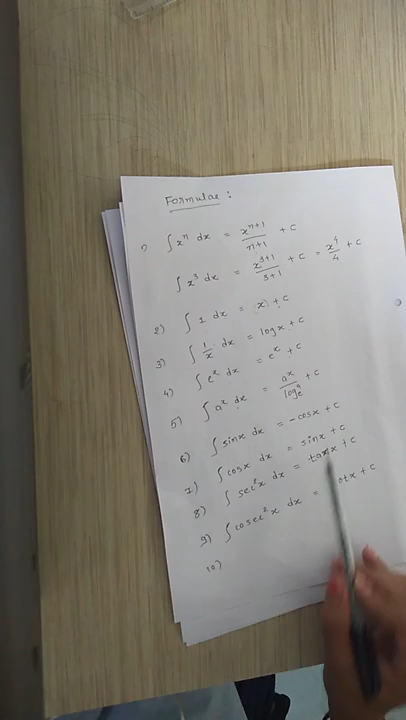 Formulae :
1) ∫ xⁿ dx = xⁿ⁺¹/n+1 + c
∫ x³ dx = x³⁺¹/3+1 + c = x⁴/4 + c
2) ∫ 1 dx = x + c
3) ∫ 1/x dx = log x + c
4) ∫ eˣ dx = eˣ + c
5) ∫ aˣ dx = aˣ/logₑa + c
6) ∫ sinx dx = -cosx + c
7) ∫ cosx dx = sinx + c
8) ∫ sec²x dx = tanx + c
9) ∫ cosec²x dx = otx + c
10)